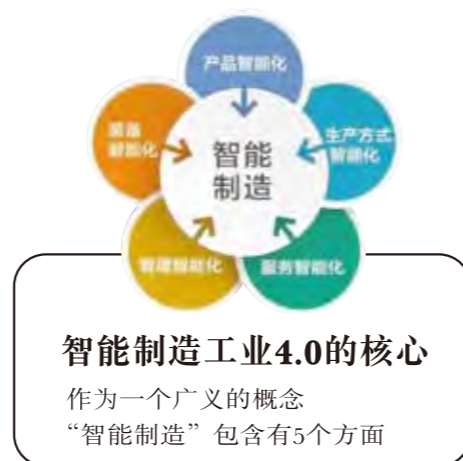 产品智能化
装备
智能化
生产方式
智能化
智能
制造
管理智能化
服务智能化
智能制造工业4.0的核心
作为一个广义的概念
“智能制造”包含有5个方面